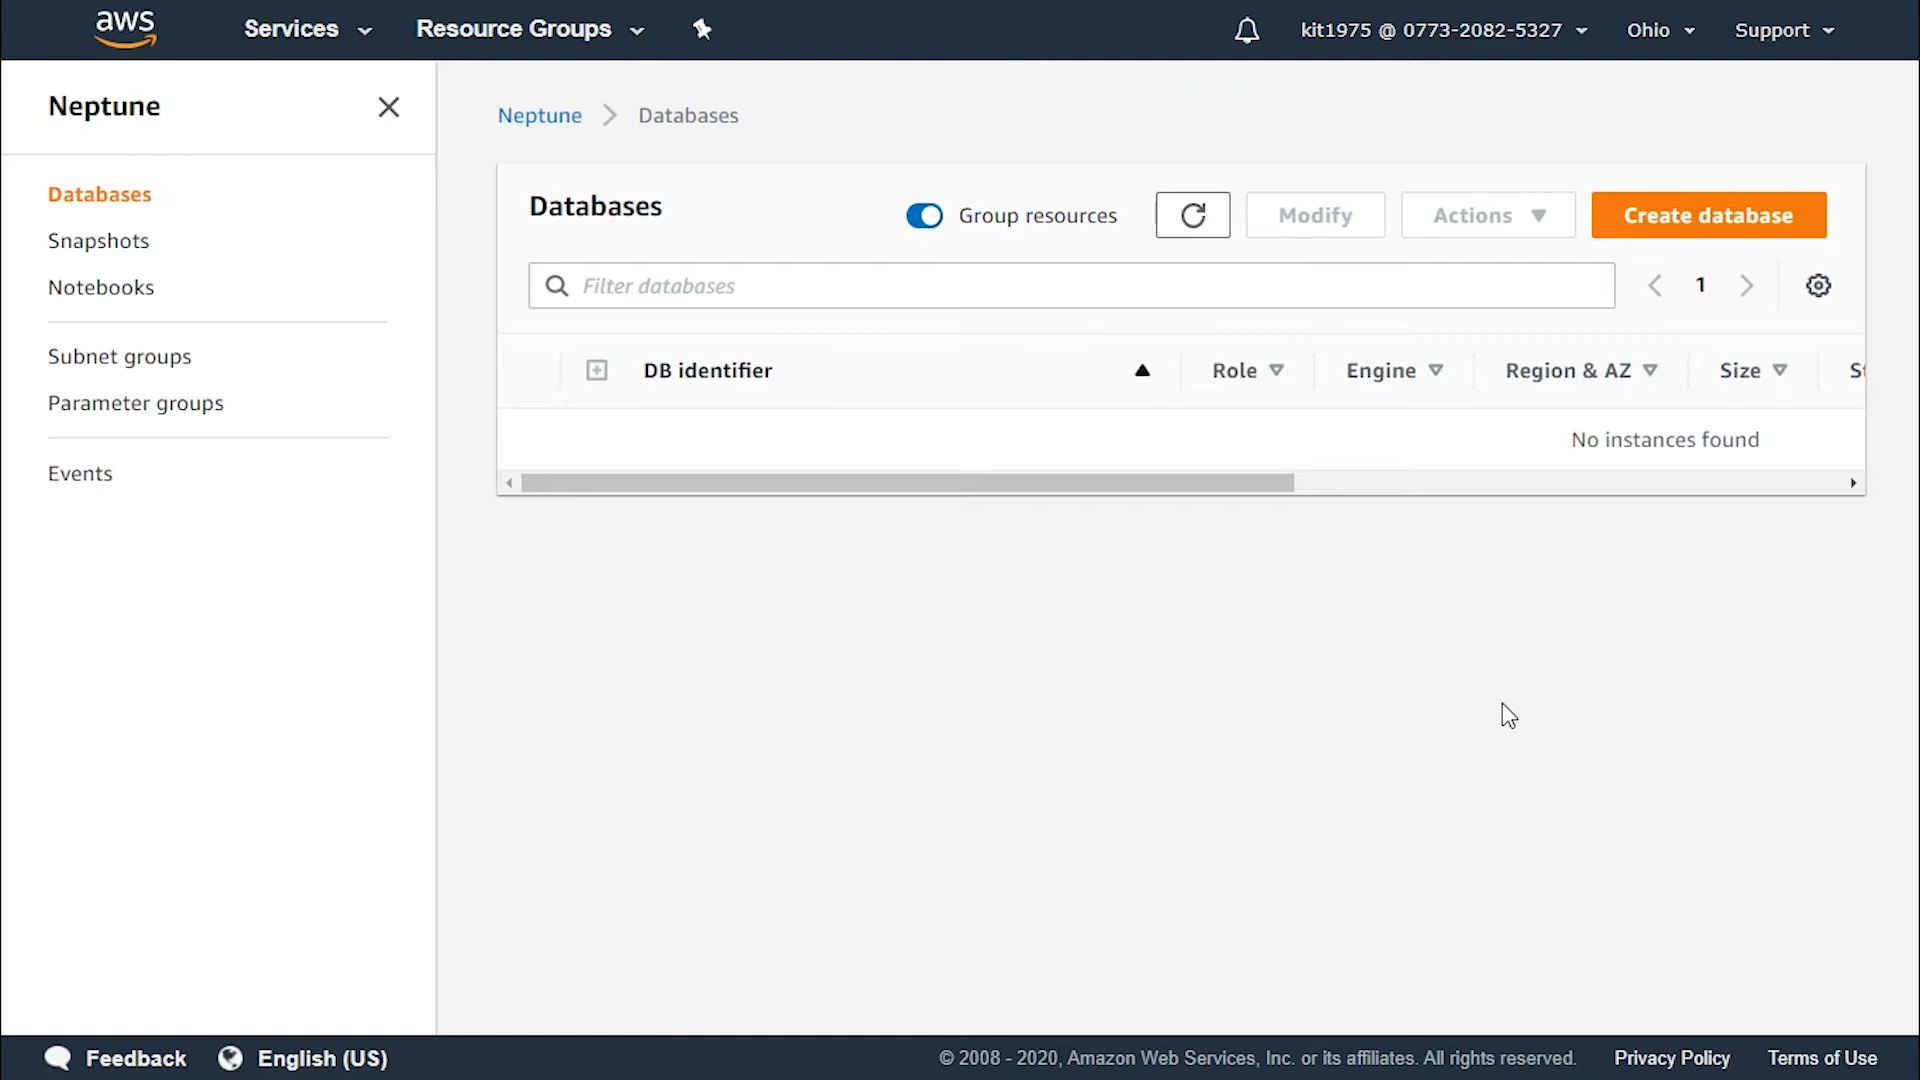 aws Services Resource Groups kit1975 @ 0773-2082-5327 Ohio Support
Neptune
Databases
Snapshots
Notebooks
Subnet groups
Parameter groups
Events
Neptune Databases
Databases Group resources Modify Actions Create database
Filter databases 1
DB identifier Role Engine Region & AZ Size
No instances found
Feedback English (US) © 2008 - 2020, Amazon Web Services, Inc. or its affiliates. All rights reserved. Privacy Policy Terms of Use